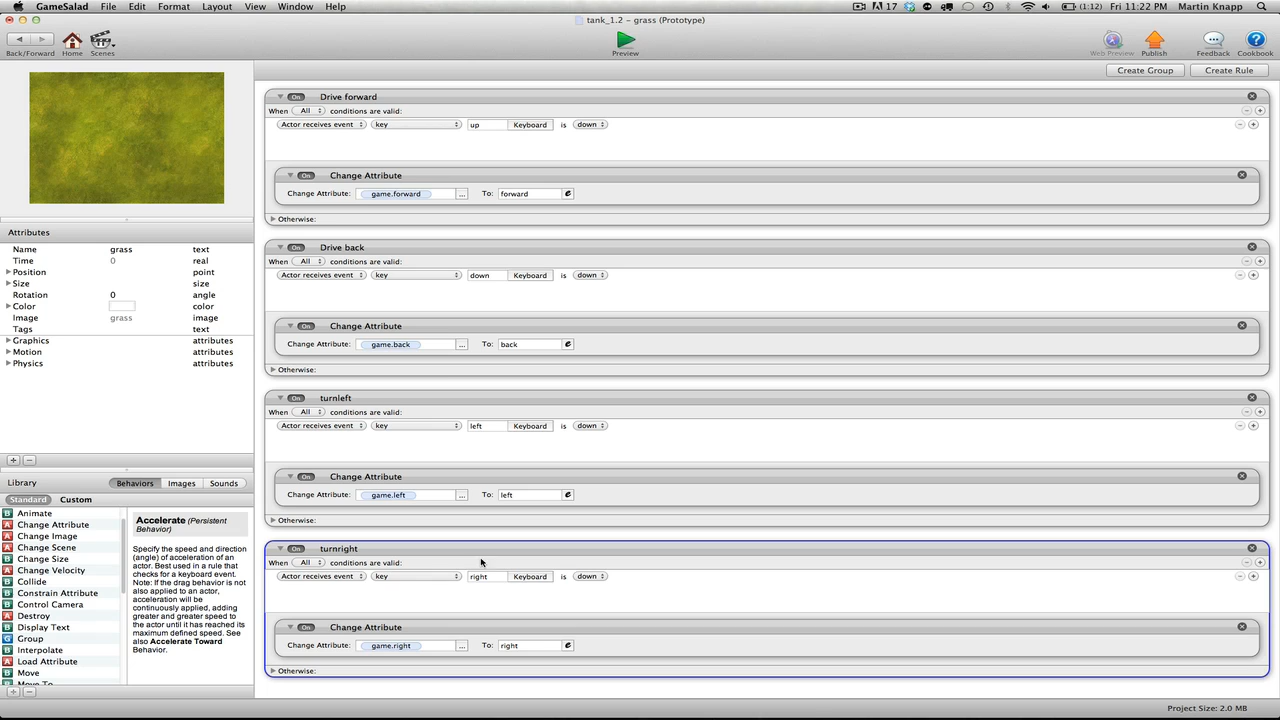 GameSalad File Edit Format Layout View Window Help 17 (1:12) Fri 11:22 PM Martin Knapp
tank_1.2 – grass (Prototype)
Back/Forward Home Scenes Preview Web Preview Publish Feedback Cookbook
Create Group Create Rule
On Drive forward
When All conditions are valid:
Actor receives event key up Keyboard is down
On Change Attribute
Change Attribute: game.forward ... To: forward e
Otherwise:
On Drive back
When All conditions are valid:
Actor receives event key down Keyboard is down
On Change Attribute
Change Attribute: game.back ... To: back e
Otherwise:
On turnleft
When All conditions are valid:
Actor receives event key left Keyboard is down
On Change Attribute
Change Attribute: game.left ... To: left e
Otherwise:
On turnright
When All conditions are valid:
Actor receives event key right Keyboard is down
On Change Attribute
Change Attribute: game.right ... To: right e
Otherwise:
Attributes
Name grass text
Time 0 real
Position point
Size size
Rotation 0 angle
Color color
Image grass image
Tags text
Graphics attributes
Motion attributes
Physics attributes
Library Behaviors Images Sounds
Standard Custom
B Animate
A Change Attribute
A Change Image
A Change Scene
B Change Size
A Change Velocity
B Collide
B Constrain Attribute
B Control Camera
A Destroy
B Display Text
G Group
B Interpolate
A Load Attribute
B Move
B Move To
Accelerate (Persistent
Behavior)
Specify the speed and direction
(angle) of acceleration of an
actor. Best used in a rule that
checks for a keyboard event.
Note: If the drag behavior is not
also applied to an actor,
acceleration will be
continuously applied, adding
greater and greater speed to
the actor until it has reached its
maximum defined speed. See
also Accelerate Toward
Behavior.
Project Size: 2.0 MB